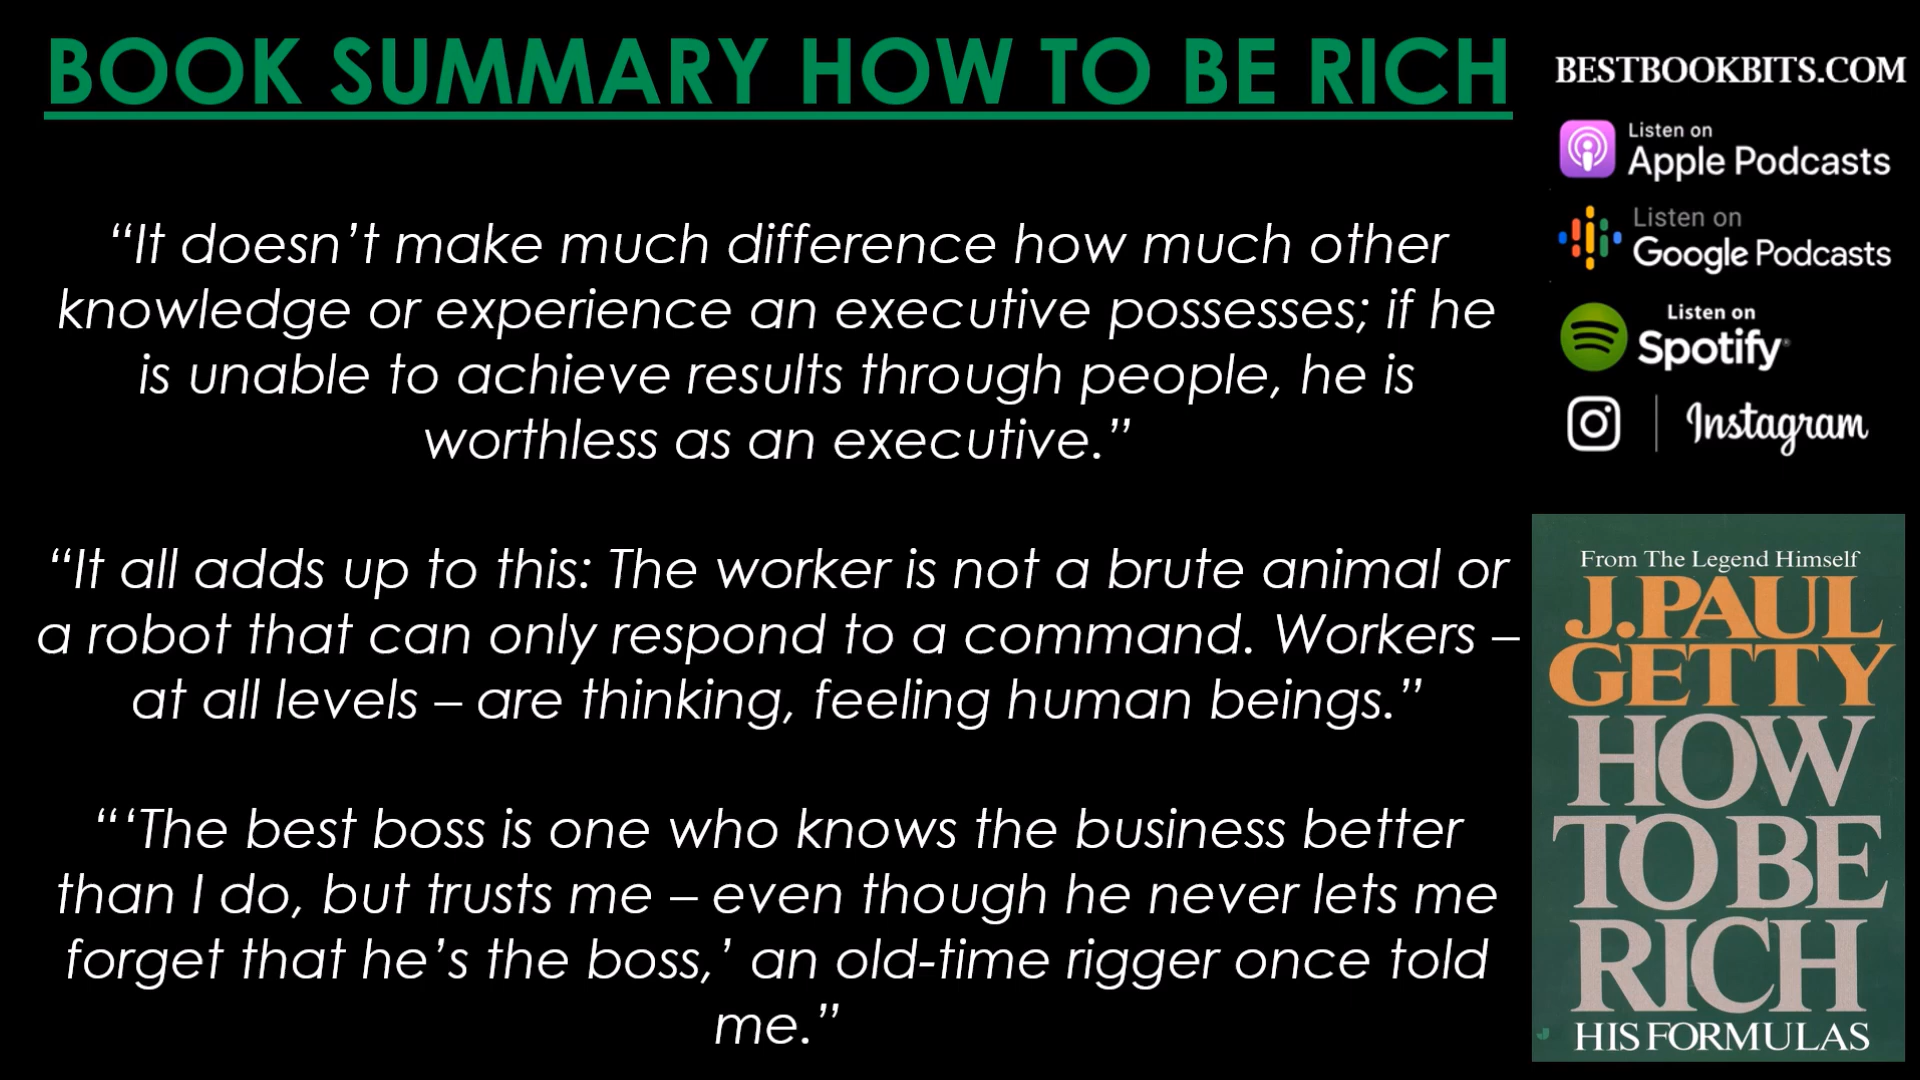 BOOK SUMMARY HOW TO BE RICH
“It doesn’t make much difference how much other
knowledge or experience an executive possesses; if he
is unable to achieve results through people, he is
worthless as an executive.”
“It all adds up to this: The worker is not a brute animal or
a robot that can only respond to a command. Workers –
at all levels – are thinking, feeling human beings.”
“‘The best boss is one who knows the business better
than I do, but trusts me – even though he never lets me
forget that he’s the boss,’ an old-time rigger once told
me.”
BESTBOOKBITS.COM
Listen on
Apple Podcasts
Listen on
Google Podcasts
Listen on
Spotify
Instagram
From The Legend Himself
J. PAUL
GETTY
HOW
TO BE
RICH
HIS FORMULAS